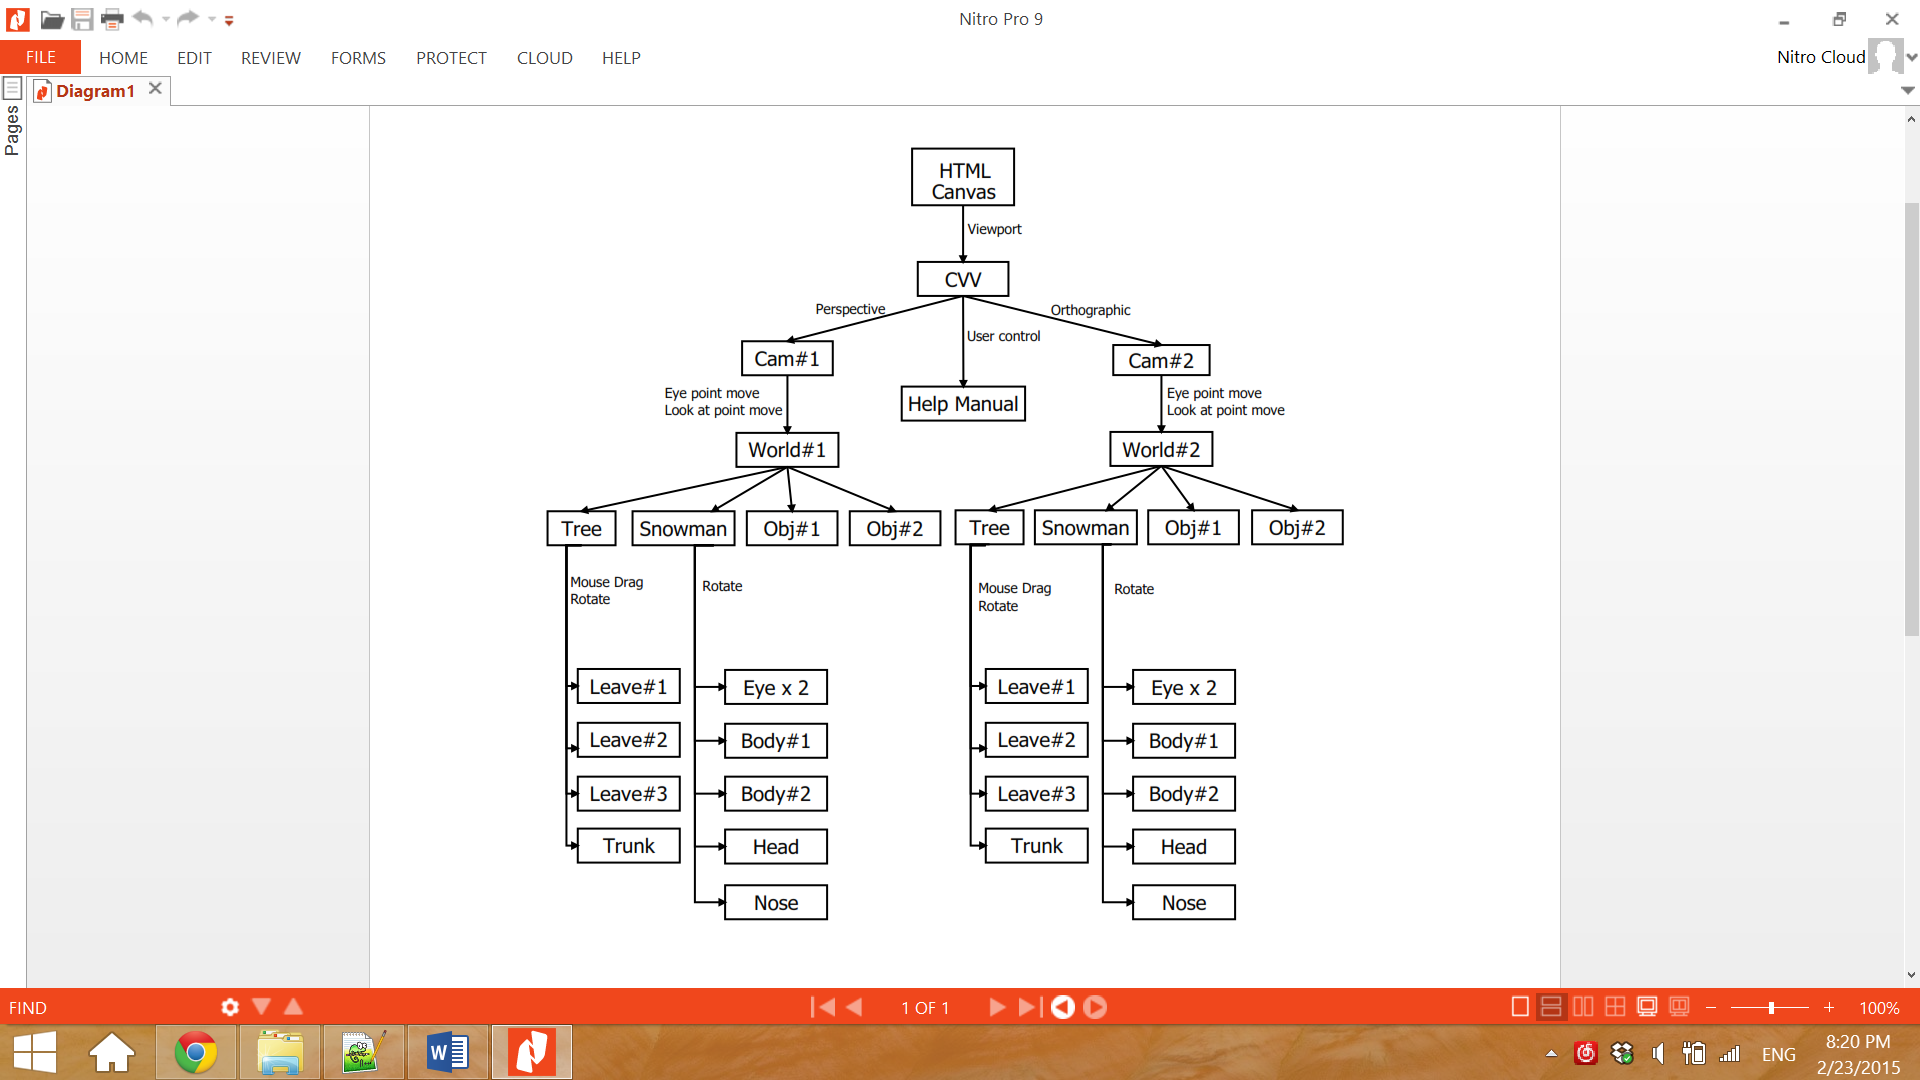 Nitro Pro 9
FILE
HOME
EDIT
REVIEW
FORMS
PROTECT
CLOUD
HELP
Nitro Cloud
Pages
Diagram1
HTML
Canvas
Viewport
CVV
Perspective
Orthographic
User control
Cam#1
Cam#2
Eye point move
Look at point move
Help Manual
Eye point move
Look at point move
World#1
World#2
Tree
Snowman
Obj#1
Obj#2
Tree
Snowman
Obj#1
Obj#2
Mouse Drag
Rotate
Rotate
Mouse Drag
Rotate
Rotate
Leave#1
Eye x 2
Leave#1
Eye x 2
Leave#2
Body#1
Leave#2
Body#1
Leave#3
Body#2
Leave#3
Body#2
Trunk
Head
Trunk
Head
Nose
Nose
FIND
1 OF 1
100%
W
ENG
8:20 PM
2/23/2015